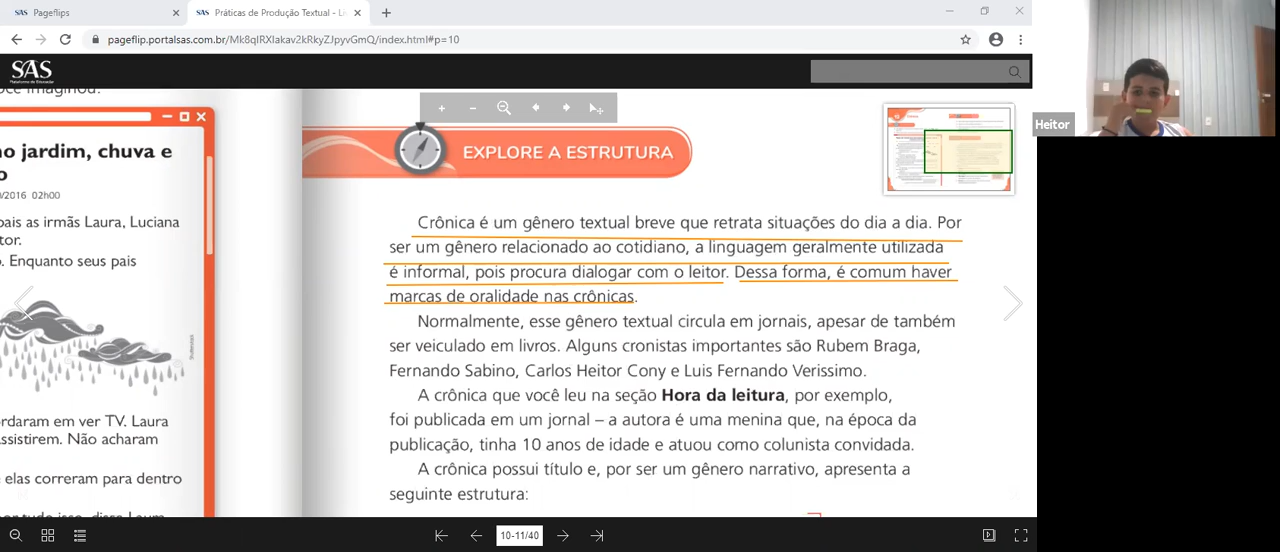 Pageflips
Práticas de Produção Textual - Li
pageflip.portalsas.com.br/Mk8qIRXlakav2kRkyZJpyvGmQ/index.html#p=10
SAS
Heitor
EXPLORE A ESTRUTURA
no jardim, chuva e
o
/2016 02h00
pais as irmãs Laura, Luciana
tor.
. Enquanto seus pais
Shutterstock
rdaram em ver TV. Laura
assistirem. Não acharam
elas correram para dentro
Crônica é um gênero textual breve que retrata situações do dia a dia. Por
ser um gênero relacionado ao cotidiano, a linguagem geralmente utilizada
é informal, pois procura dialogar com o leitor. Dessa forma, é comum haver
marcas de oralidade nas crônicas.
Normalmente, esse gênero textual circula em jornais, apesar de também
ser veiculado em livros. Alguns cronistas importantes são Rubem Braga,
Fernando Sabino, Carlos Heitor Cony e Luis Fernando Verissimo.
A crônica que você leu na seção Hora da leitura, por exemplo,
foi publicada em um jornal – a autora é uma menina que, na época da
publicação, tinha 10 anos de idade e atuou como colunista convidada.
A crônica possui título e, por ser um gênero narrativo, apresenta a
seguinte estrutura:
10-11/40